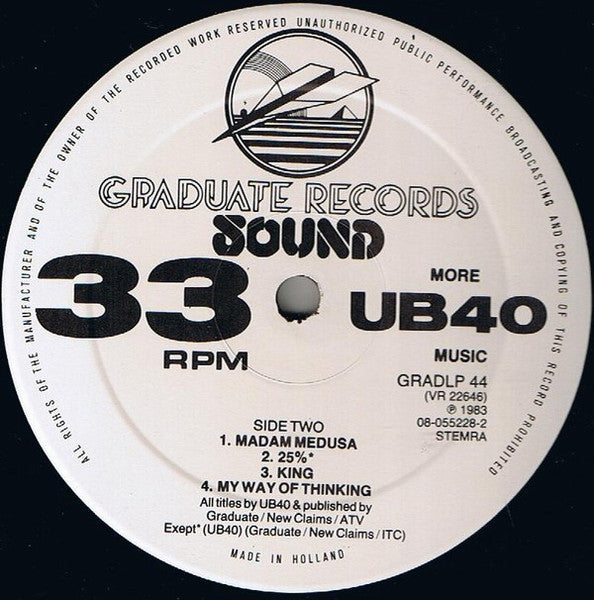 ALL RIGHTS OF THE MANUFACTURER AND OF THE OWNER OF THE RECORDED WORK RESERVED UNAUTHORIZED PUBLIC PERFORMANCE BROADCASTING AND COPYING OF THIS RECORD PROHIBITED
GRADUATE RECORDS
SOUND
33
RPM
MORE
UB40
MUSIC
GRADLP 44
(VR 22646)
℗ 1983
08-055228-2
STEMRA
SIDE TWO
1. MADAM MEDUSA
2. 25%*
3. KING
4. MY WAY OF THINKING
All titles by UB40 & published by
Graduate / New Claims / ATV
Exept* (UB40) (Graduate / New Claims / ITC)
MADE IN HOLLAND